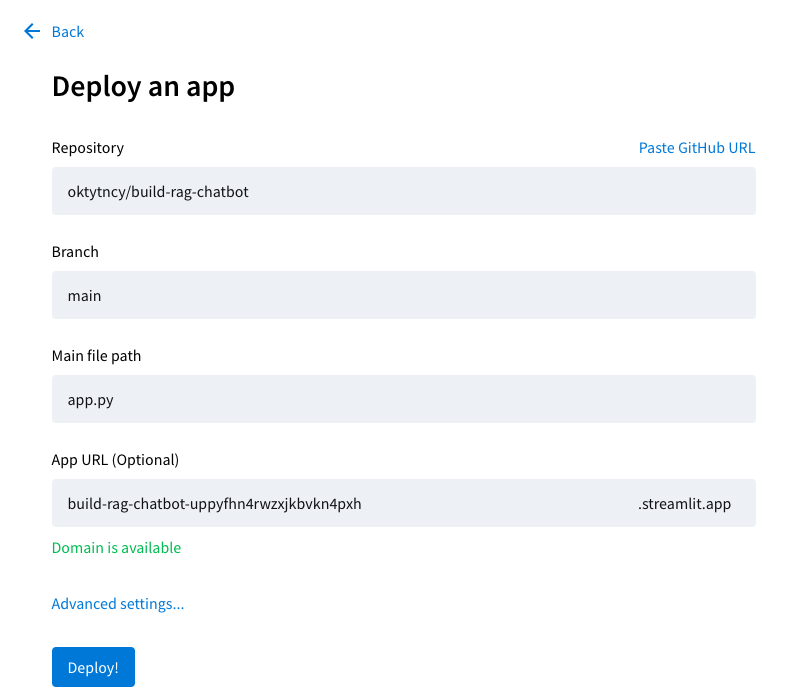 Back
Deploy an app
Repository
Paste GitHub URL
oktytncy/build-rag-chatbot
Branch
main
Main file path
app.py
App URL (Optional)
build-rag-chatbot-uppyfhn4rwzxjkbvkn4pxh
.streamlit.app
Domain is available
Advanced settings...
Deploy!